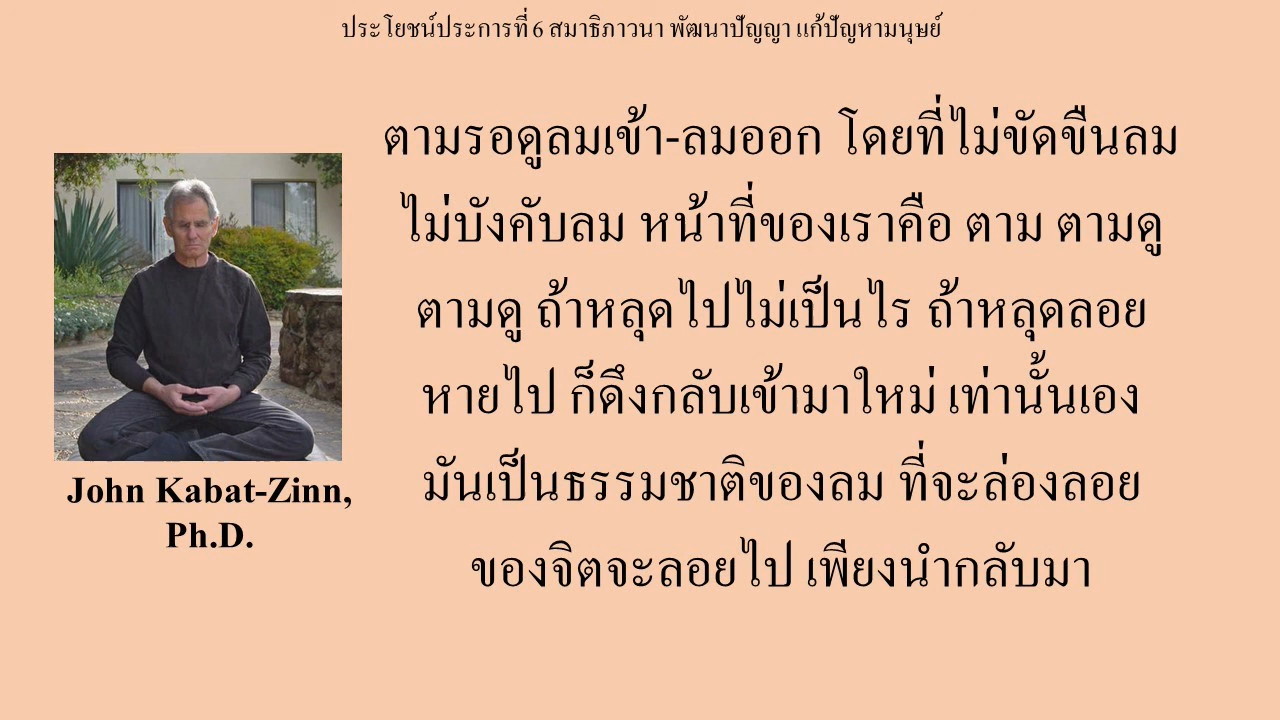 ประโยชน์ประการที่ 6 สมาธิภาวนา พัฒนาปัญญา แก้ปัญหามนุษย์
ตามรอดูลมเข้า-ลมออก โดยที่ไม่ขัดขืนลม
ไม่บังคับลม หน้าที่ของเราคือ ตาม ตามดู
ตามดู ถ้าหลุดไปไม่เป็นไร ถ้าหลุดลอย
หายไป ก็ดึงกลับเข้ามาใหม่ เท่านั้นเอง
มันเป็นธรรมชาติของลม ที่จะล่องลอย
ของจิตจะลอยไป เพียงนำกลับมา
John Kabat-Zinn,
Ph.D.